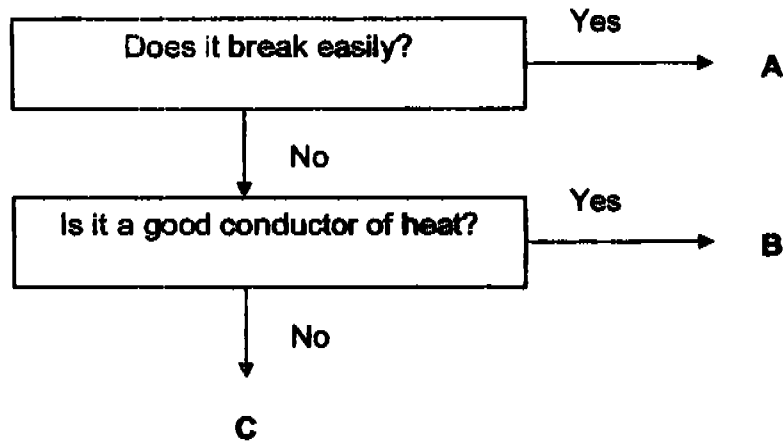 Does it break easily?
Yes
A
No
Is it a good conductor of heat?
Yes
B
No
C